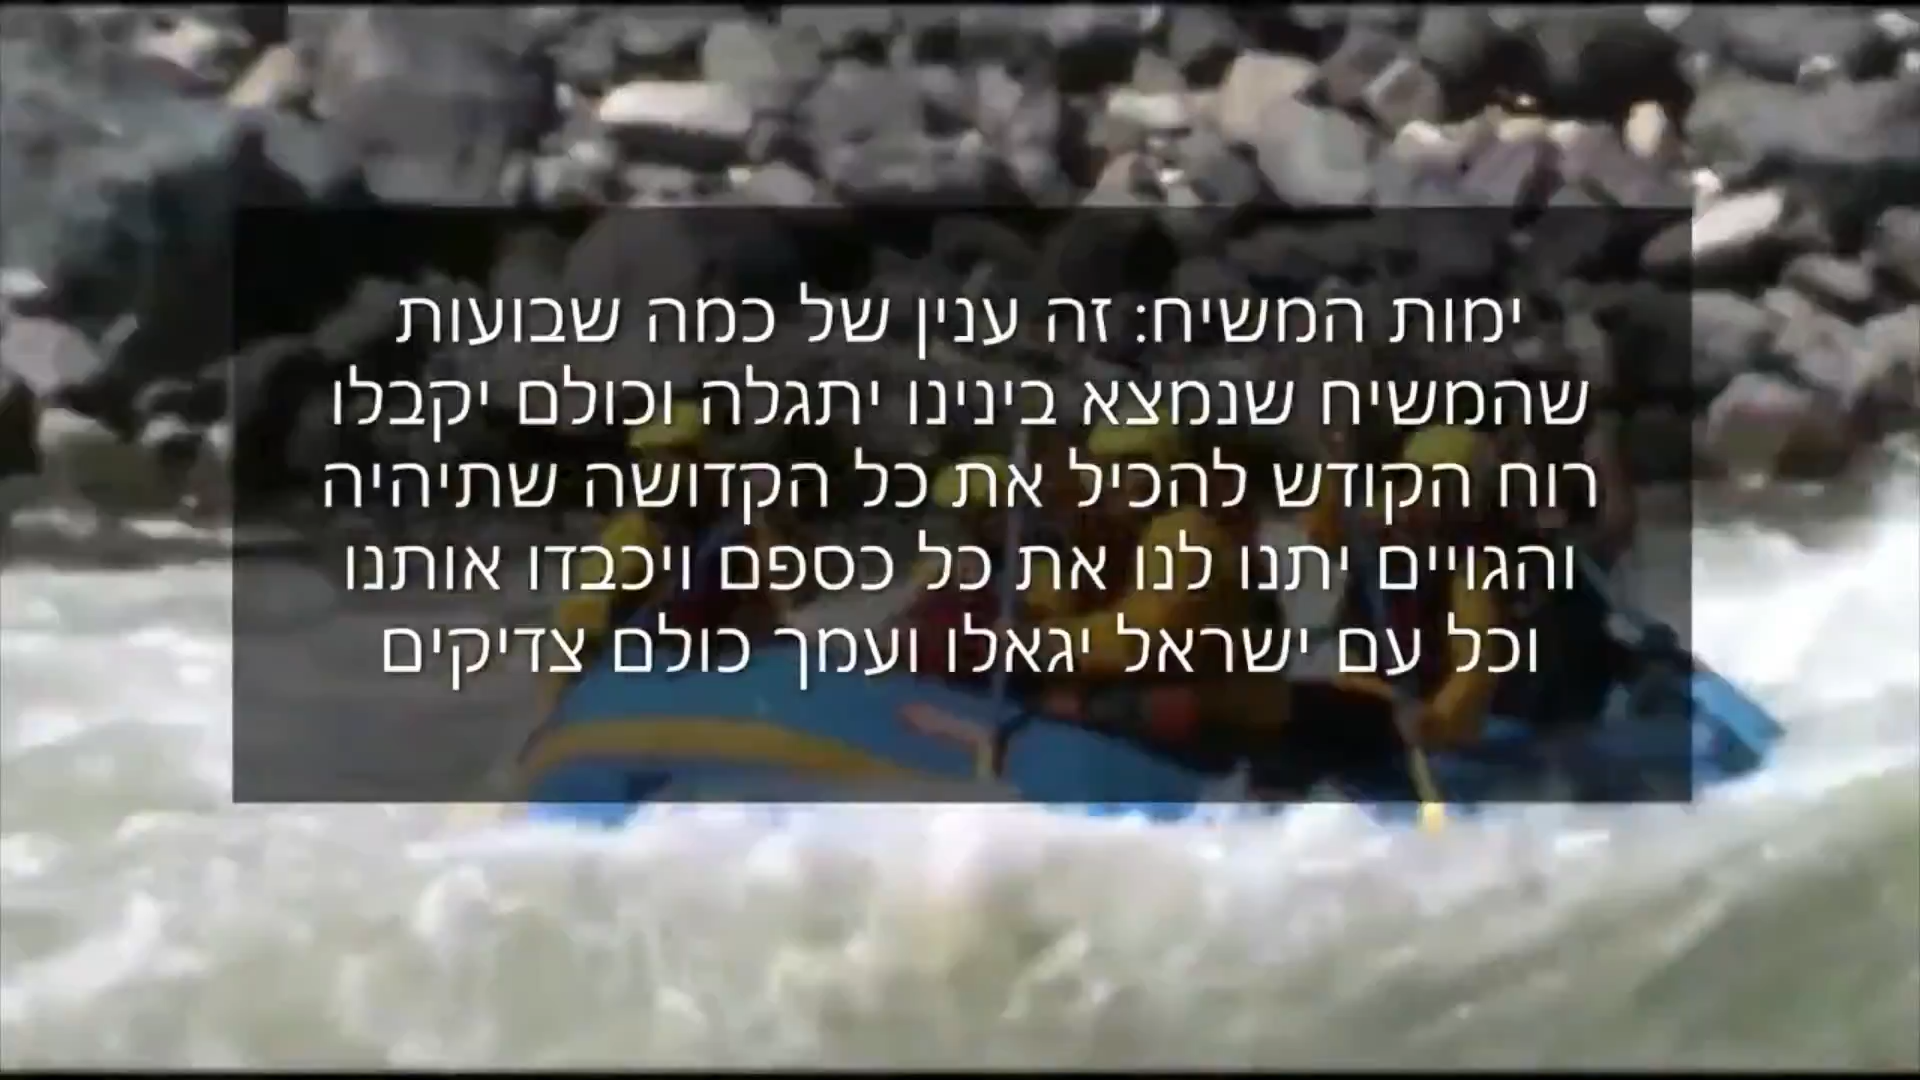 ימות המשיח: זה ענין של כמה שבועות
שהמשיח שנמצא בינינו יתגלה וכולם יקבלו
רוח הקודש להכיל את כל הקדושה שתיהיה
והגויים יתנו לנו את כל כספם ויכבדו אותנו
וכל עם ישראל יגאלו ועמך כולם צדיקים